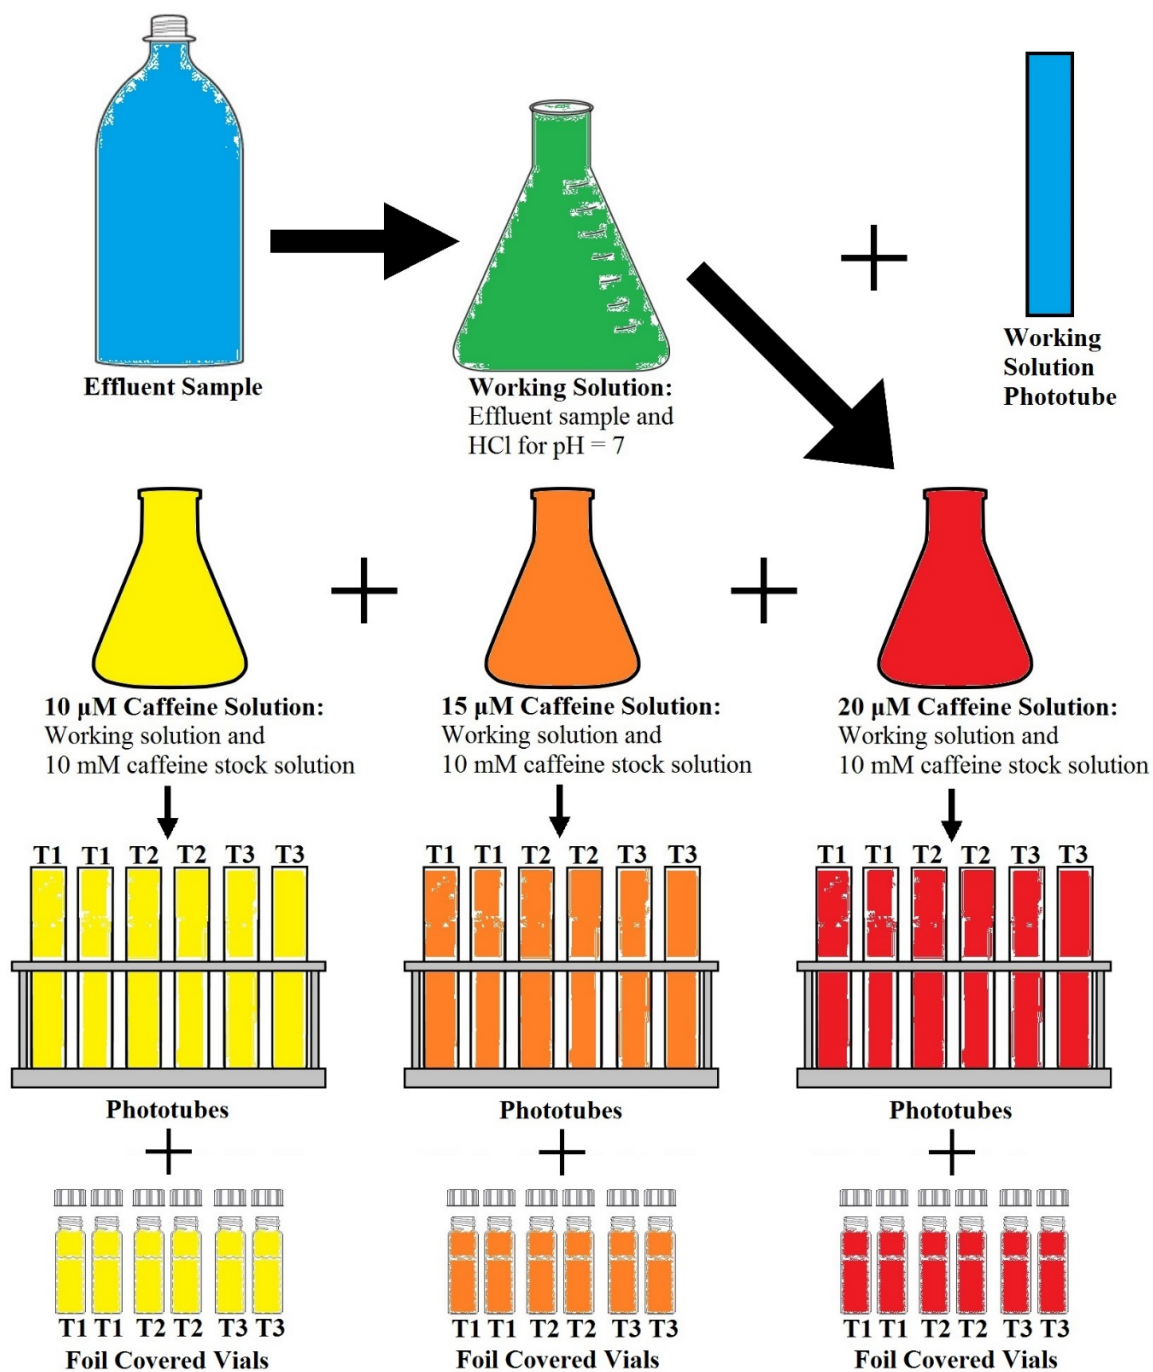 Effluent Sample
Working Solution:
Effluent sample and
HCl for pH = 7
Working
Solution
Phototube
10 µM Caffeine Solution:
Working solution and
10 mM caffeine stock solution
15 µM Caffeine Solution:
Working solution and
10 mM caffeine stock solution
20 µM Caffeine Solution:
Working solution and
10 mM caffeine stock solution
T1 T1 T2 T2 T3 T3
T1 T1 T2 T2 T3 T3
T1 T1 T2 T2 T3 T3
Phototubes
Phototubes
Phototubes
T1 T1 T2 T2 T3 T3
T1 T1 T2 T2 T3 T3
T1 T1 T2 T2 T3 T3
Foil Covered Vials
Foil Covered Vials
Foil Covered Vials